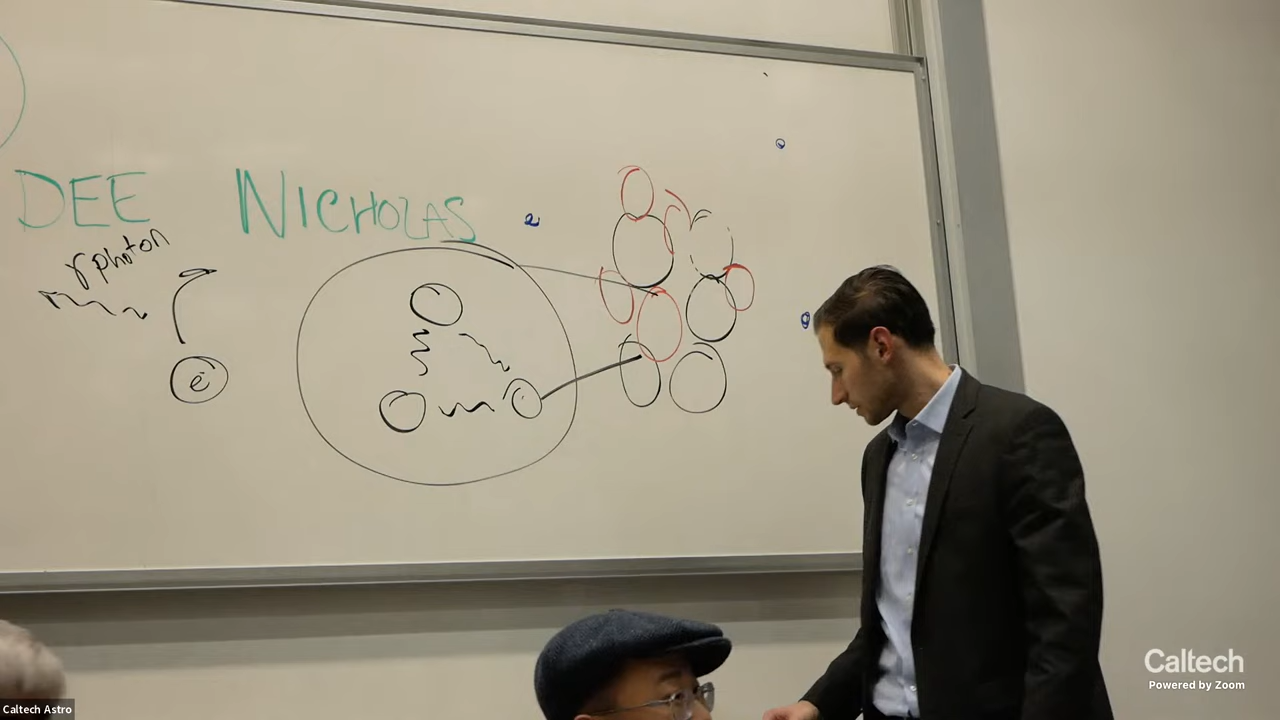 DEE NICHOLAS
γ photon
e
e⁻
Caltech
Powered by Zoom
Caltech Astro